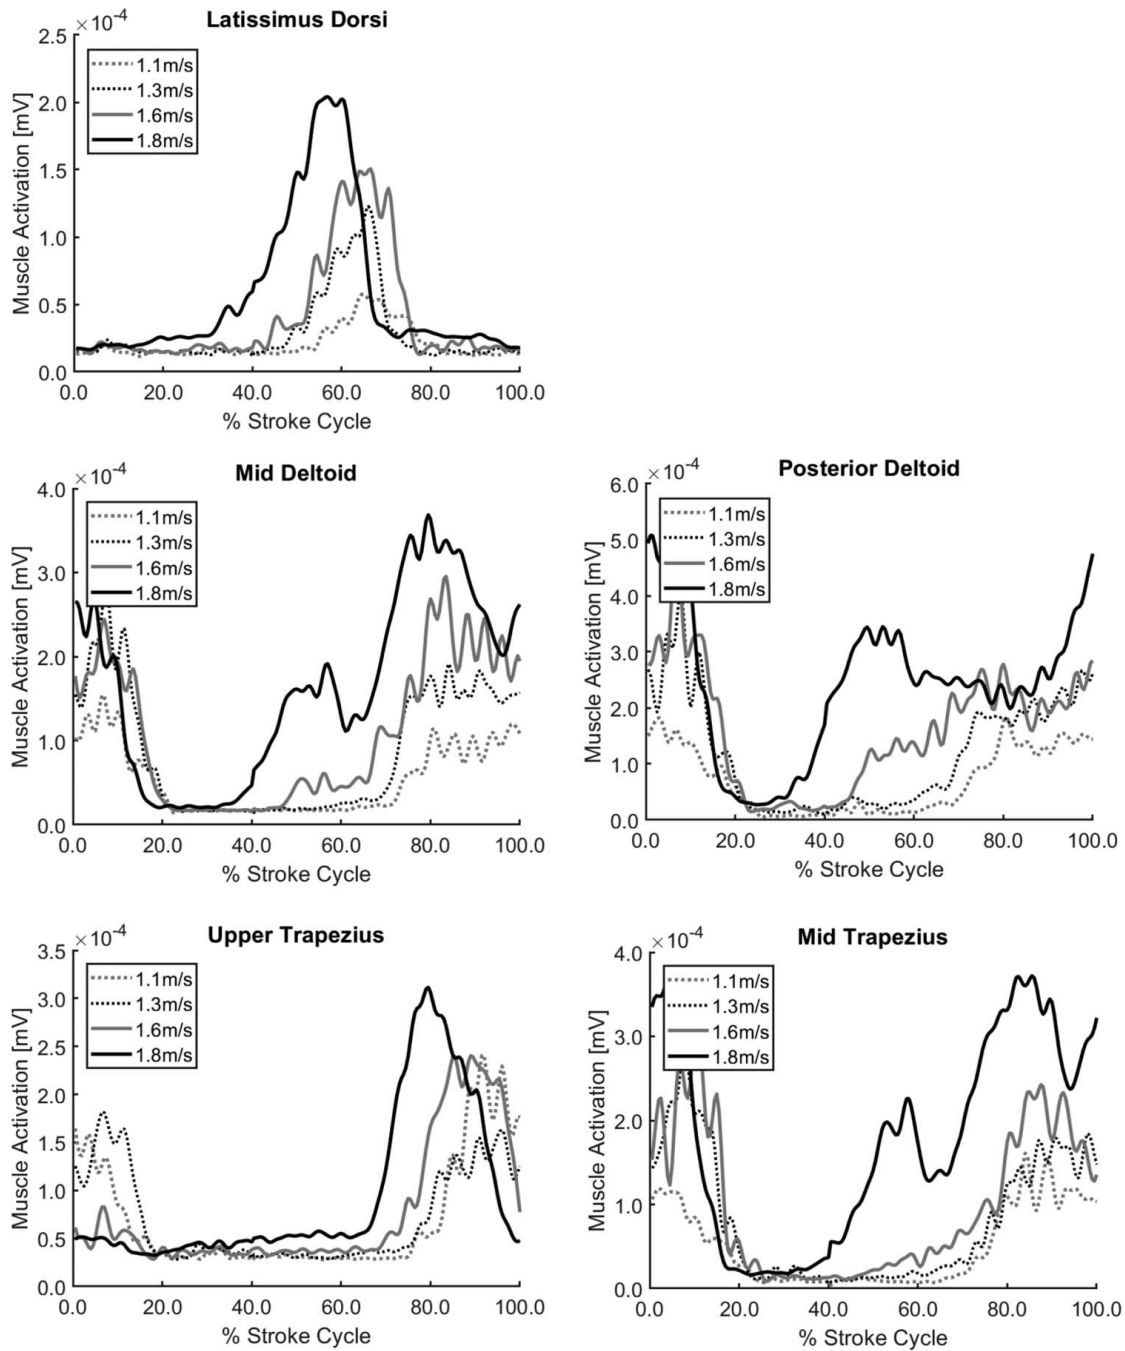 ×10-4
Latissimus Dorsi
2.5
2.0
1.5
1.0
0.5
0.0
Muscle Activation [mV]
1.1m/s
1.3m/s
1.6m/s
1.8m/s
0.0 20.0 40.0 60.0 80.0 100.0
% Stroke Cycle
×10-4
Mid Deltoid
4.0
3.0
2.0
1.0
0.0
Muscle Activation [mV]
1.1m/s
1.3m/s
1.6m/s
1.8m/s
0.0 20.0 40.0 60.0 80.0 100.0
% Stroke Cycle
×10-4
Posterior Deltoid
6.0
5.0
4.0
3.0
2.0
1.0
0.0
Muscle Activation [mV]
1.1m/s
1.3m/s
1.6m/s
1.8m/s
0.0 20.0 40.0 60.0 80.0 100.0
% Stroke Cycle
×10-4
Upper Trapezius
3.5
3.0
2.5
2.0
1.5
1.0
0.5
0.0
Muscle Activation [mV]
1.1m/s
1.3m/s
1.6m/s
1.8m/s
0.0 20.0 40.0 60.0 80.0 100.0
% Stroke Cycle
×10-4
Mid Trapezius
4.0
3.0
2.0
1.0
0.0
Muscle Activation [mV]
1.1m/s
1.3m/s
1.6m/s
1.8m/s
0.0 20.0 40.0 60.0 80.0 100.0
% Stroke Cycle